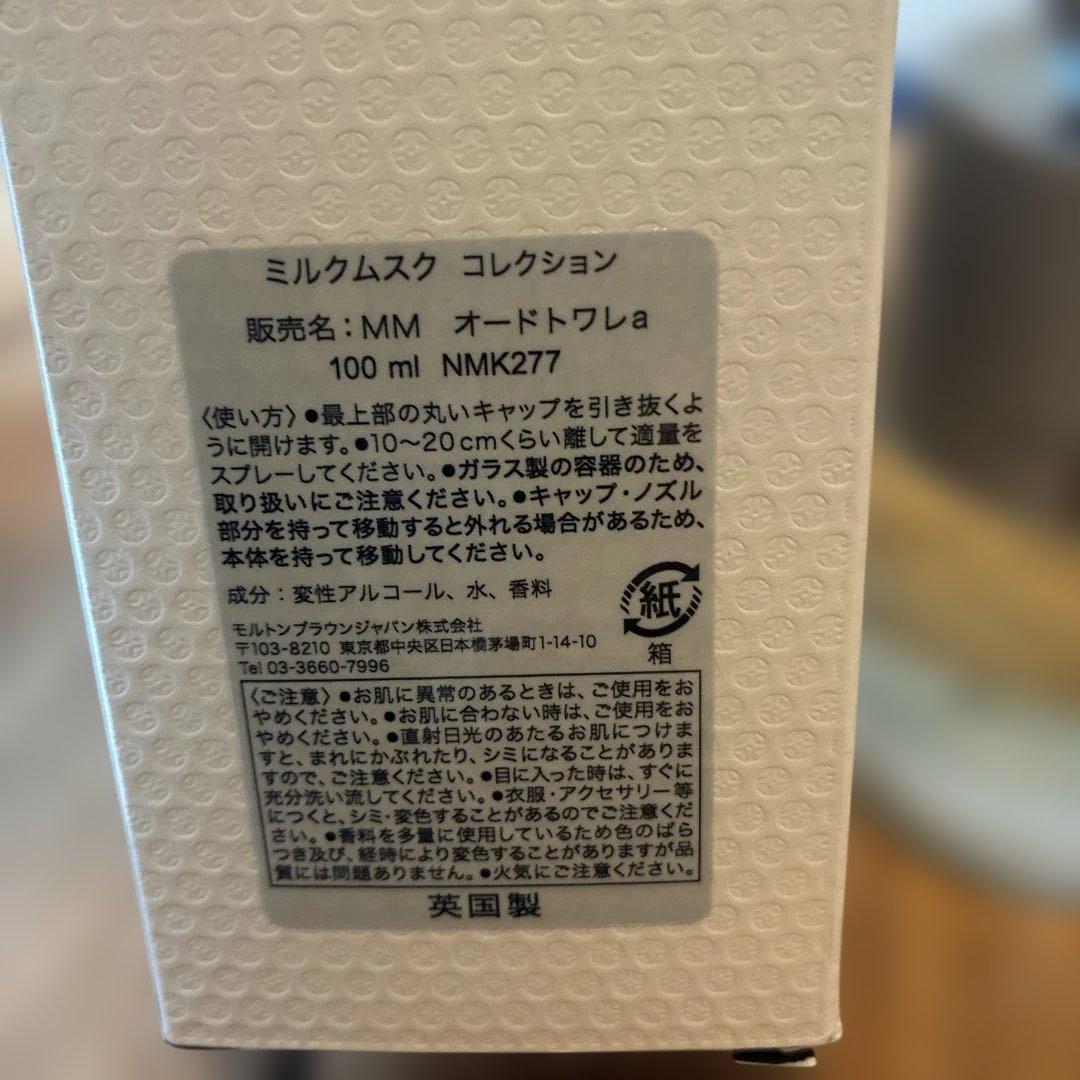 ミルクムスク コレクション
販売名：MM オードトワレa
100 ml NMK277
〈使い方〉●最上部の丸いキャップを引き抜くよ
うに開けます。●10〜20cmくらい離して適量を
スプレーしてください。●ガラス製の容器のため、
取り扱いにご注意ください。●キャップ・ノズル
部分を持って移動すると外れる場合があるため、
本体を持って移動してください。
成分：変性アルコール、水、香料
紙
箱
モルトンブラウンジャパン株式会社
〒103-8210 東京都中央区日本橋茅場町1-14-10
Tel 03-3660-7996
〈ご注意〉●お肌に異常のあるときは、ご使用をお
やめください。●お肌に合わない時は、ご使用をお
やめください。●直射日光のあたるお肌につけま
すと、まれにかぶれたり、シミになることがありま
すので、ご注意ください。●目に入った時は、すぐに
充分洗い流してください。●衣服・アクセサリー等
につくと、シミ・変色することがあるのでご注意くだ
さい。●香料を多量に使用しているため色のばら
つき及び、経時により変色することがありますが品
質には問題ありません。●火気にご注意ください。
英国製